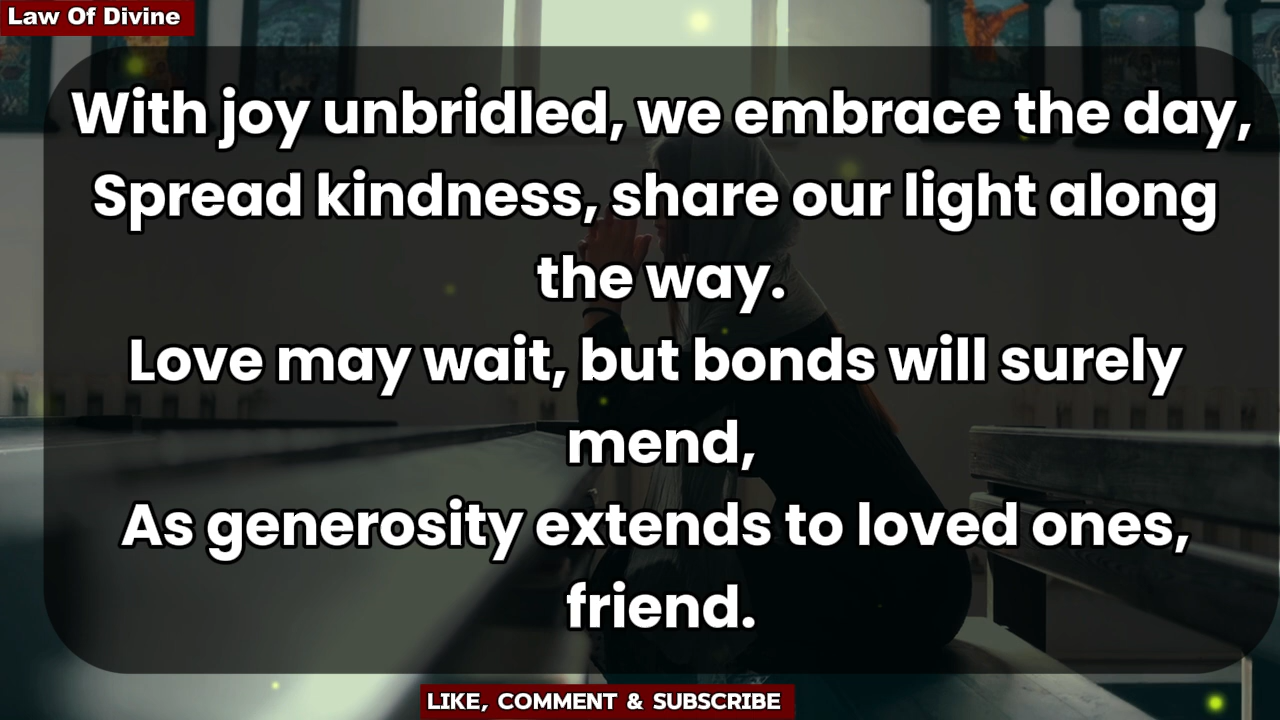 Law Of Divine
With joy unbridled, we embrace the day,
Spread kindness, share our light along
the way.
Love may wait, but bonds will surely
mend,
As generosity extends to loved ones,
friend.
LIKE, COMMENT & SUBSCRIBE